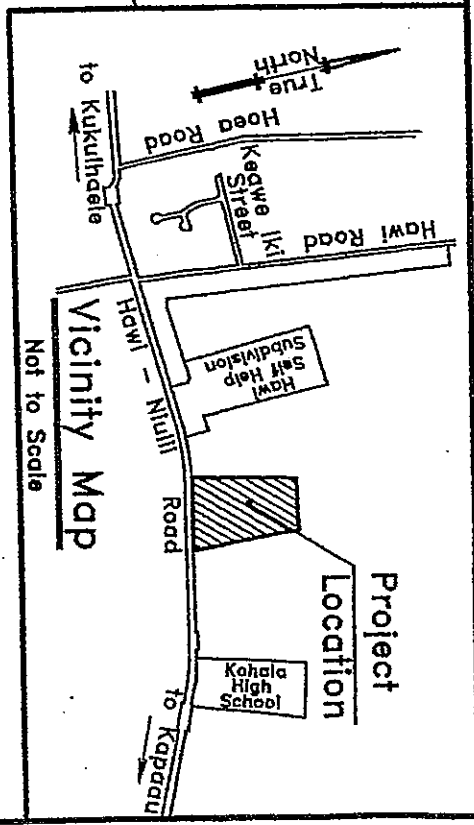 True
North
Hoea Road
to Kukulhaele
Keawe Iki
Street
Hawi Road
Hawi
Self Help
Subdivision
Hawi - Niulii
Road
Project
Location
Kohala
High
School
to Kapaau
Vicinity Map
Not to Scale